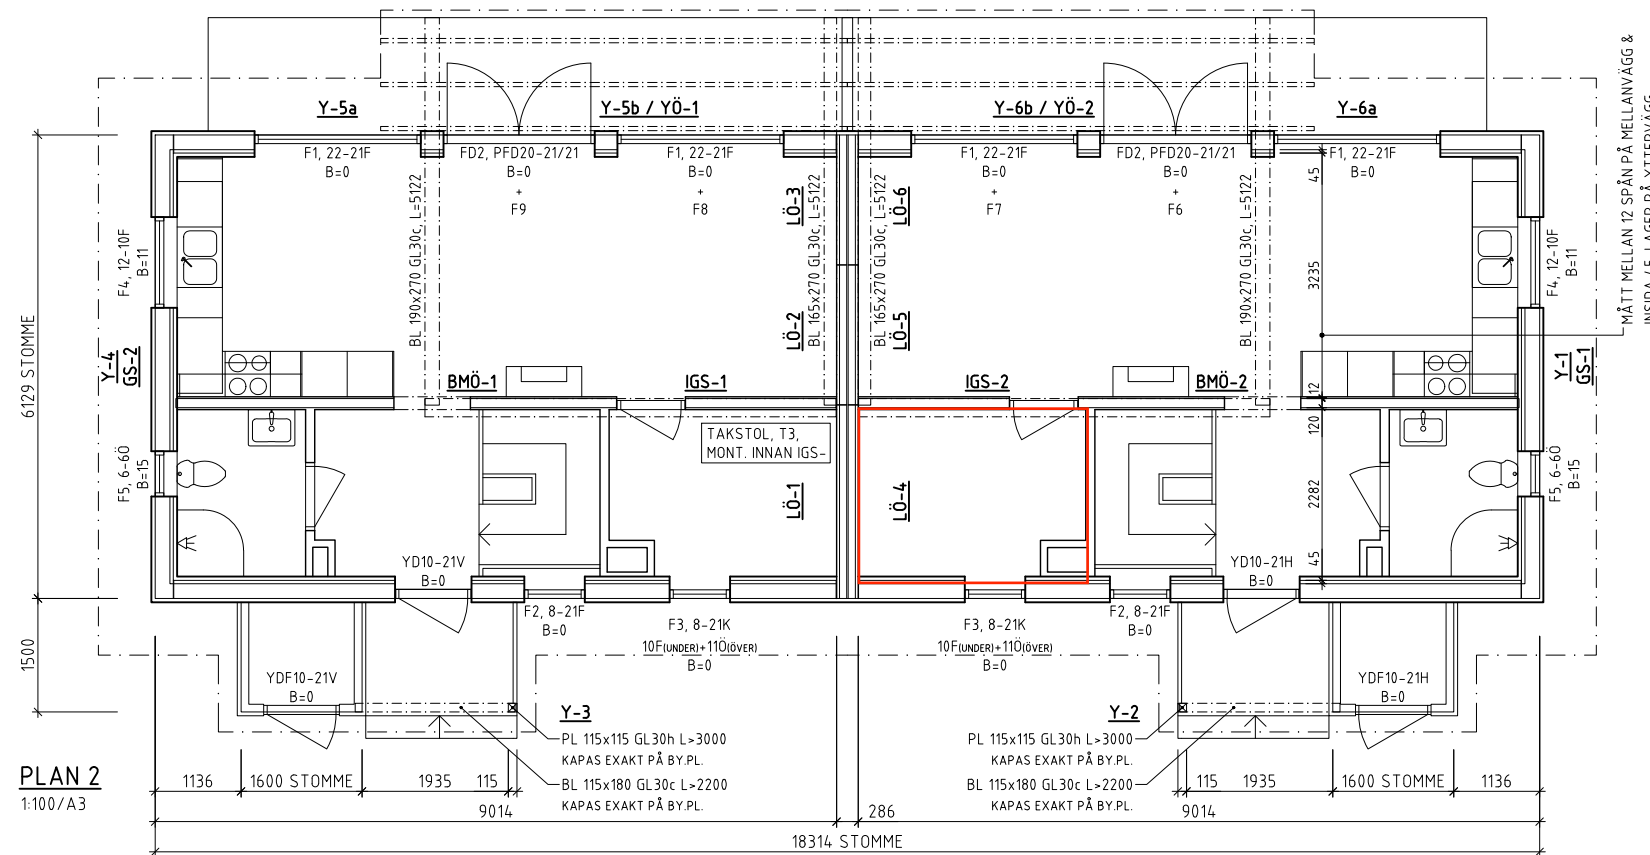 Y-5a
Y-5b / YÖ-1
Y-6b / YÖ-2
Y-6a
MÅTT MELLAN 12 SPÅN PÅ MELLANVÄGG &
F1, 22-21F
B=0
FD2, PFD20-21/21
B=0
+
F9
F1, 22-21F
B=0
+
F8
F1, 22-21F
B=0
+
F7
FD2, PFD20-21/21
B=0
+
F6
F1, 22-21F
B=0
45
BL 190x270 GL30c, L=5122
LÖ-3
BL 165x270 GL30c, L=5122
LÖ-6
BL 165x270 GL30c, L=5122
BL 190x270 GL30c, L=5122
F4, 12-10F
B=11
F4, 12-10F
B=11
3235
LÖ-2
LÖ-5
6129 STOMME
Y-4
GS-2
Y-1
GS-1
BMÖ-1
IGS-1
IGS-2
BMÖ-2
12
120
TAKSTOL, T3,
MONT. INNAN IGS-
F5, 6-6Ö
B=15
F5, 6-6Ö
B=15
LÖ-1
LÖ-4
2282
45
YD10-21V
B=0
YD10-21H
B=0
F2, 8-21F
B=0
F3, 8-21K
10F(UNDER)+11Ö(ÖVER)
B=0
F3, 8-21K
10F(UNDER)+11Ö(ÖVER)
B=0
F2, 8-21F
B=0
1500
YDF10-21V
B=0
YDF10-21H
B=0
Y-3
Y-2
PL 115x115 GL30h L>3000
KAPAS EXAKT PÅ BY.PL.
BL 115x180 GL30c L>2200
KAPAS EXAKT PÅ BY.PL.
PL 115x115 GL30h L>3000
KAPAS EXAKT PÅ BY.PL.
BL 115x180 GL30c L>2200
KAPAS EXAKT PÅ BY.PL.
PLAN 2
1:100/A3
1136
1600 STOMME
1935
115
115
1935
1600 STOMME
1136
9014
286
9014
18314 STOMME